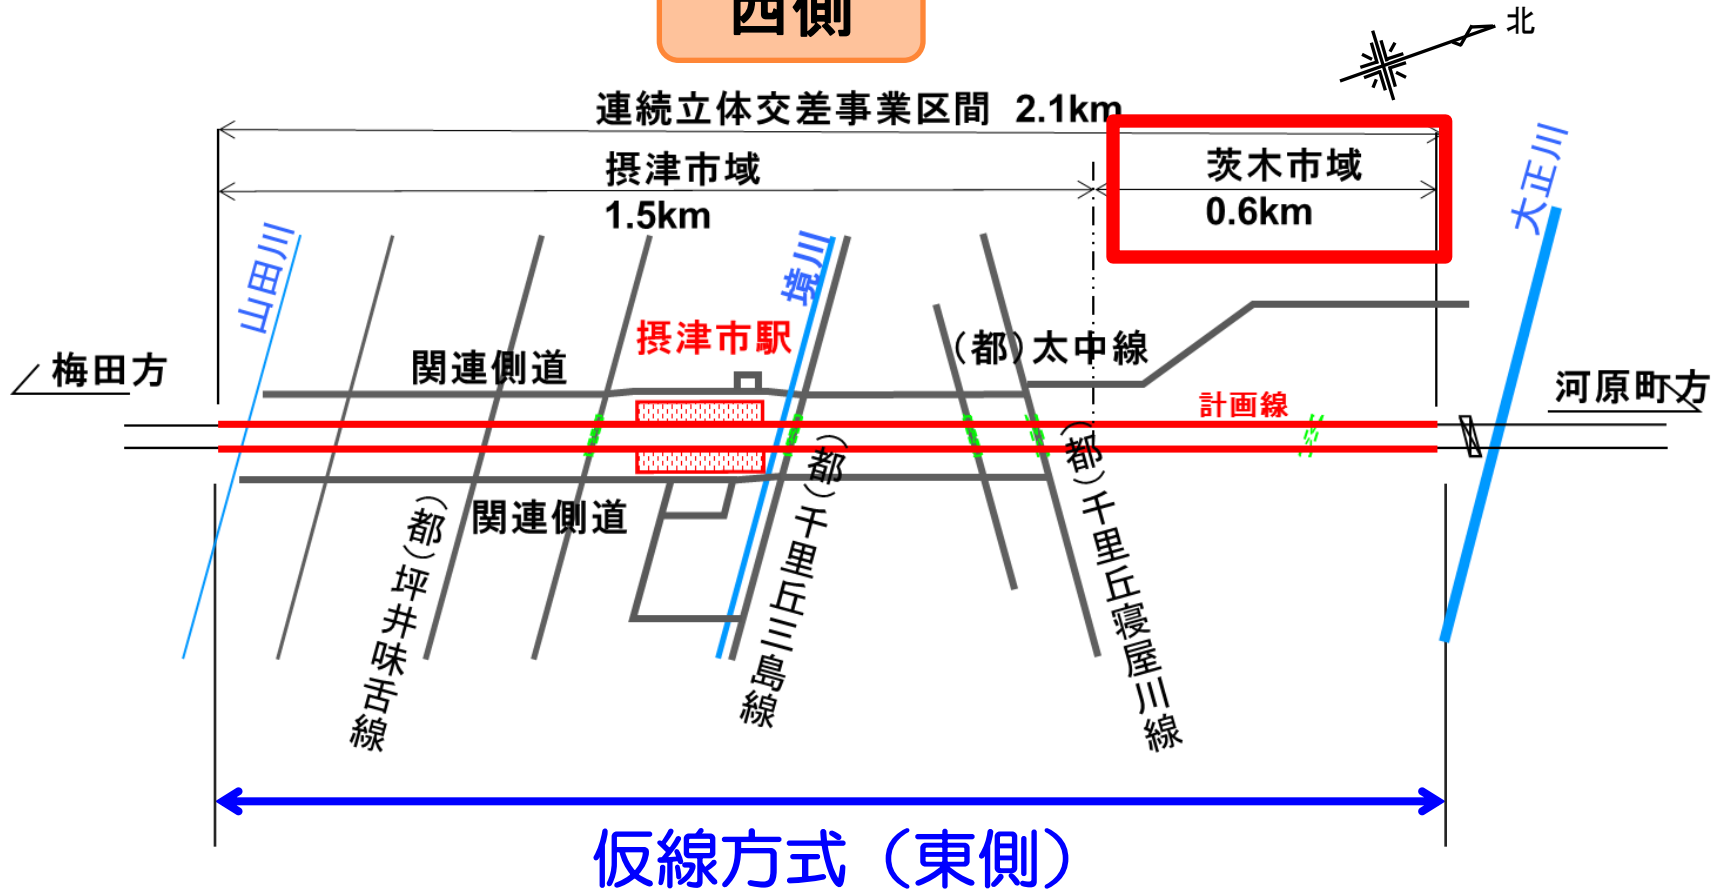 西側
北
連続立体交差事業区間 2.1km
摂津市域
1.5km
茨木市域
0.6km
大正川
山田川
境川
摂津市駅
(都)太中線
梅田方
関連側道
計画線
河原町方
関連側道
(都)坪井味舌線
(都)千里丘三島線
(都)千里丘寝屋川線
仮線方式（東側）